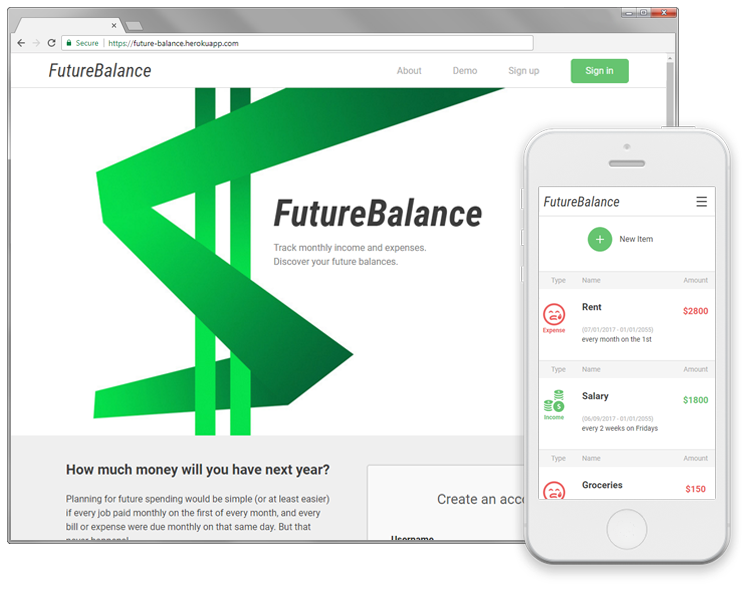 Secure https://future-balance.herokuapp.com
FutureBalance About Demo Sign up Sign in
FutureBalance
Track monthly income and expenses.
Discover your future balances.
How much money will you have next year?
Planning for future spending would be simple (or at least easier)
if every job paid monthly on the first of every month, and every
bill or expense were due monthly on that same day. But that
never happens!
Create an acco
Username
FutureBalance
New Item
Type Name Amount
Rent
$2800
Expense
(07/01/2017 - 01/01/2055)
every month on the 1st
Type Name Amount
Salary
$1800
Income
(06/09/2017 - 01/01/2055)
every 2 weeks on Fridays
Type Name Amount
Groceries
$150